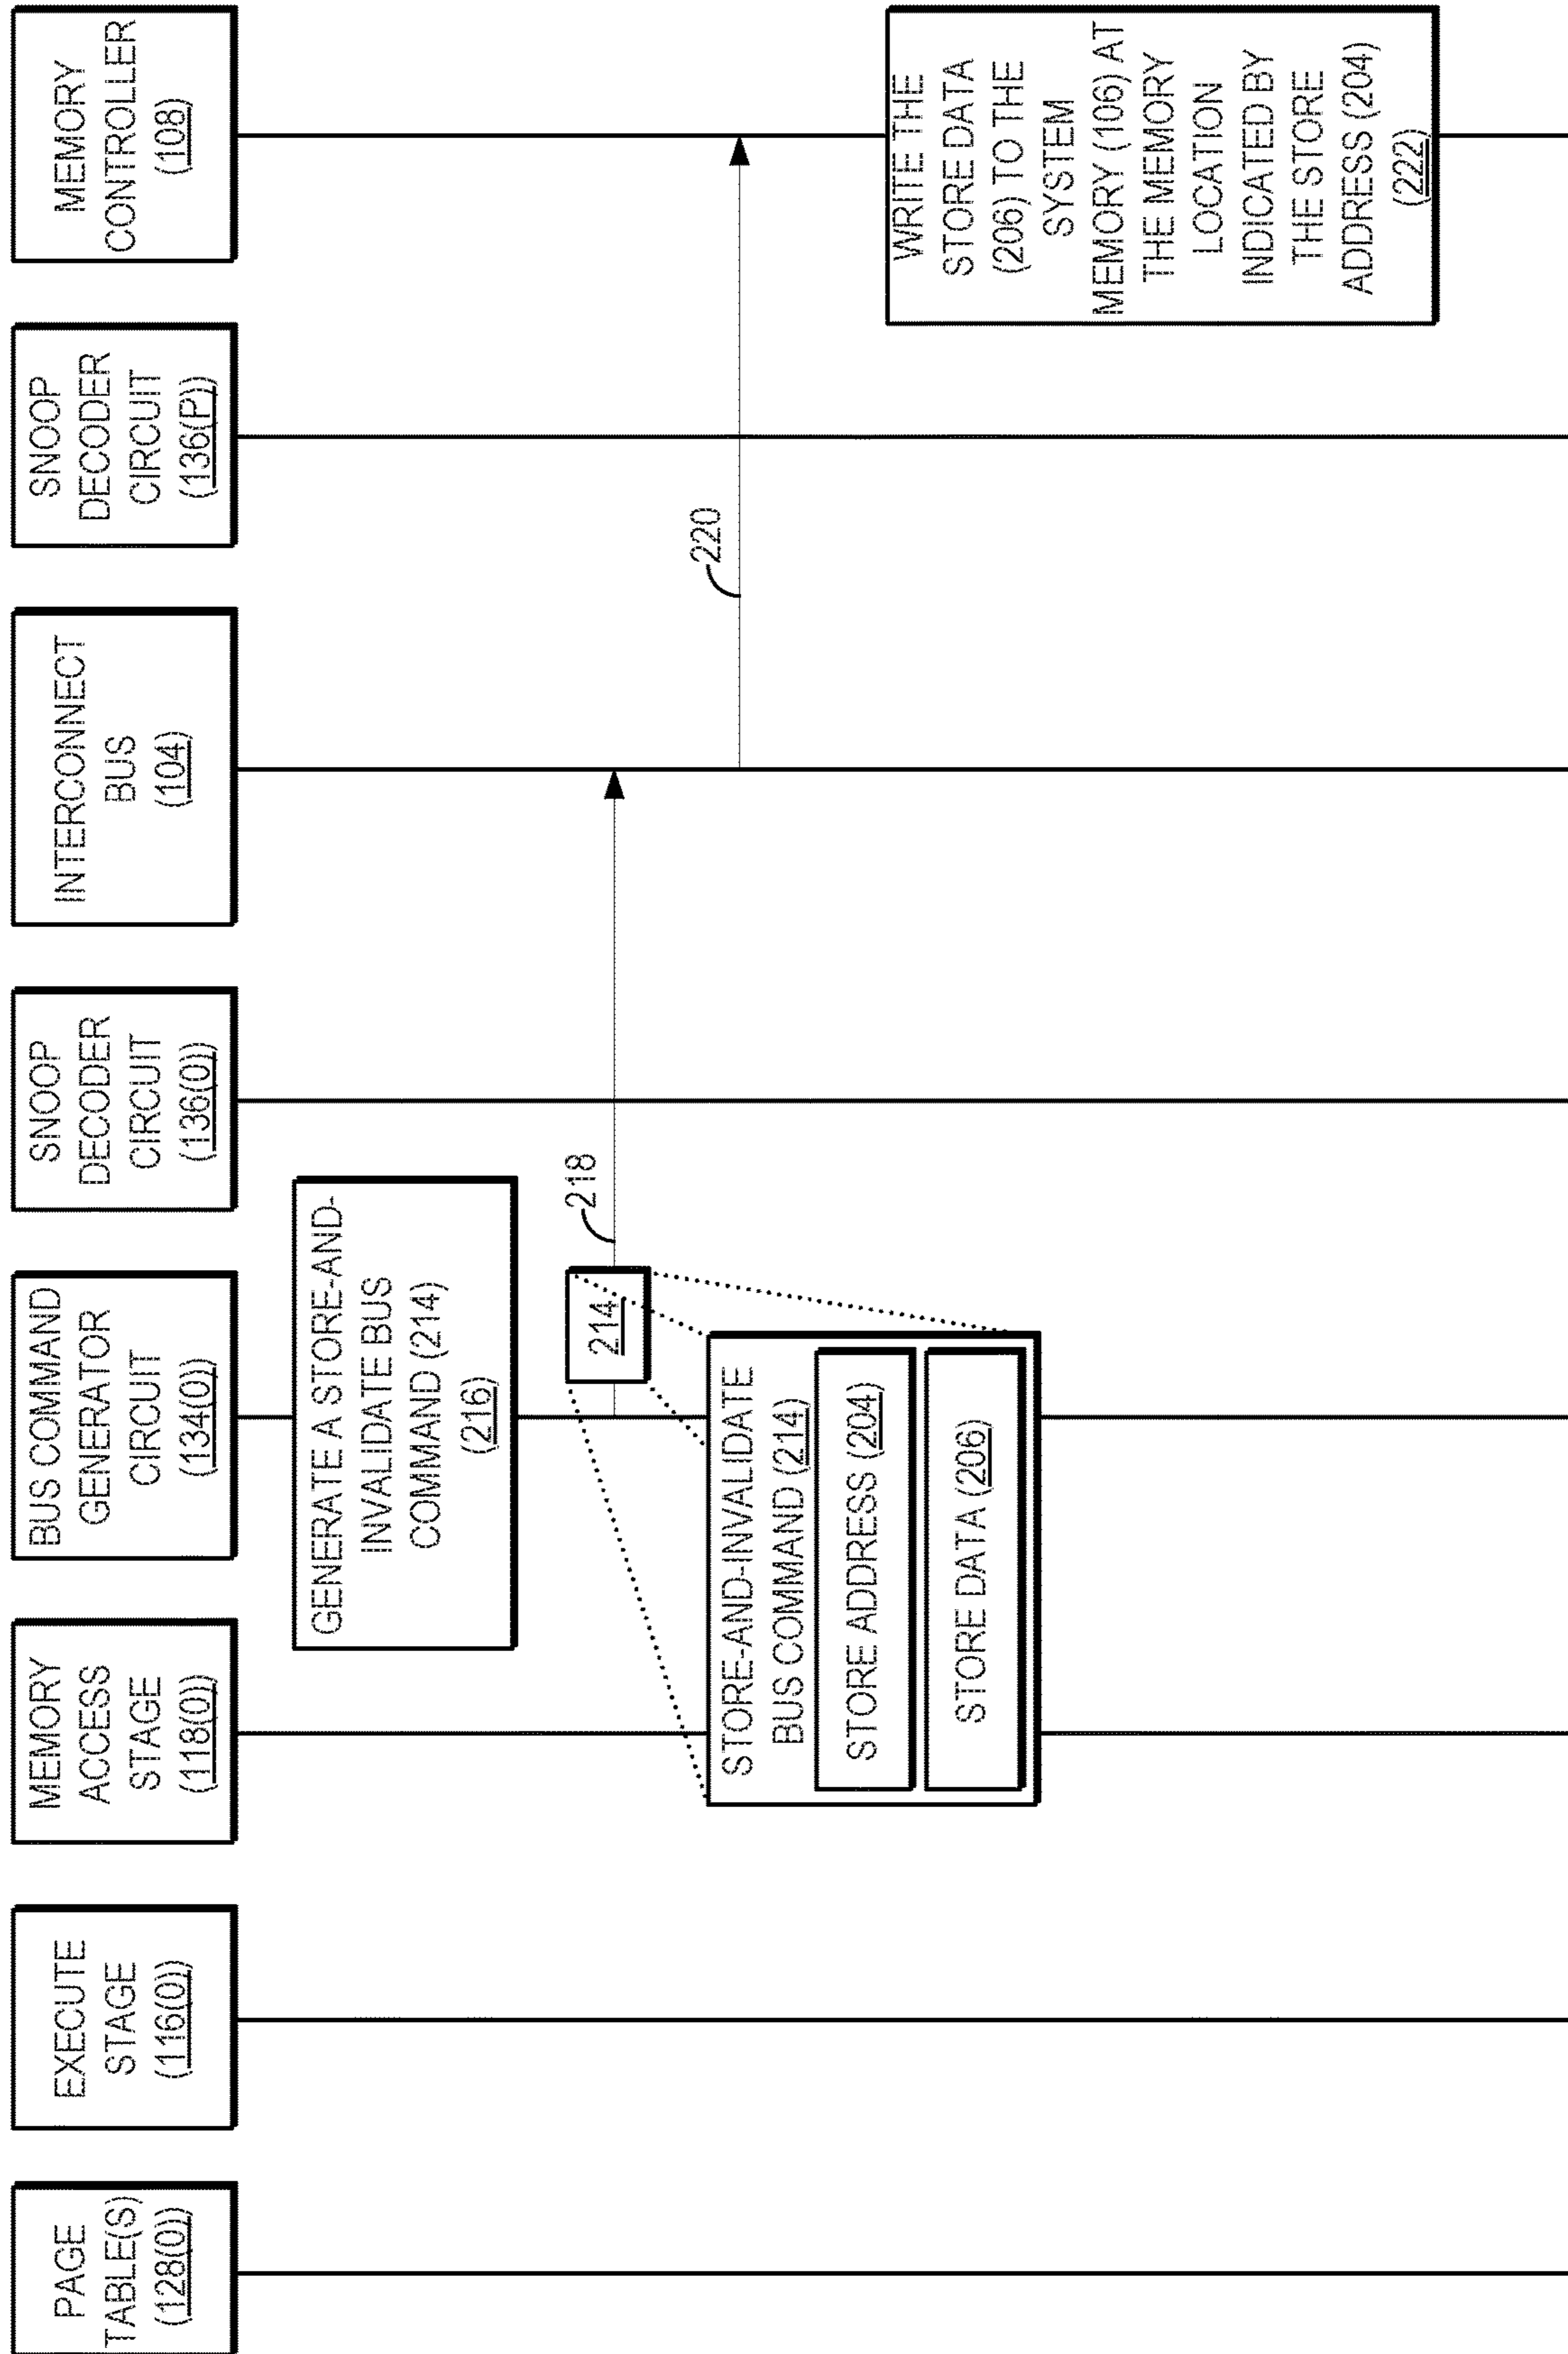 PAGE
TABLE(S)
(128(0))
EXECUTE
STAGE
(116(0))
MEMORY
ACCESS
STAGE
(118(0))
BUS COMMAND
GENERATOR
CIRCUIT
(134(0))
SNOOP
DECODER
CIRCUIT
(136(0))
INTERCONNECT
BUS
(104)
SNOOP
DECODER
CIRCUIT
(136(P))
MEMORY
CONTROLLER
(108)
GENERATE A STORE-AND-
INVALIDATE BUS
COMMAND (214)
(216)
214
218
STORE-AND-INVALIDATE
BUS COMMAND (214)
STORE ADDRESS (204)
STORE DATA (206)
220
WRITE THE
STORE DATA
(206) TO THE
SYSTEM
MEMORY (106) AT
THE MEMORY
LOCATION
INDICATED BY
THE STORE
ADDRESS (204)
(222)